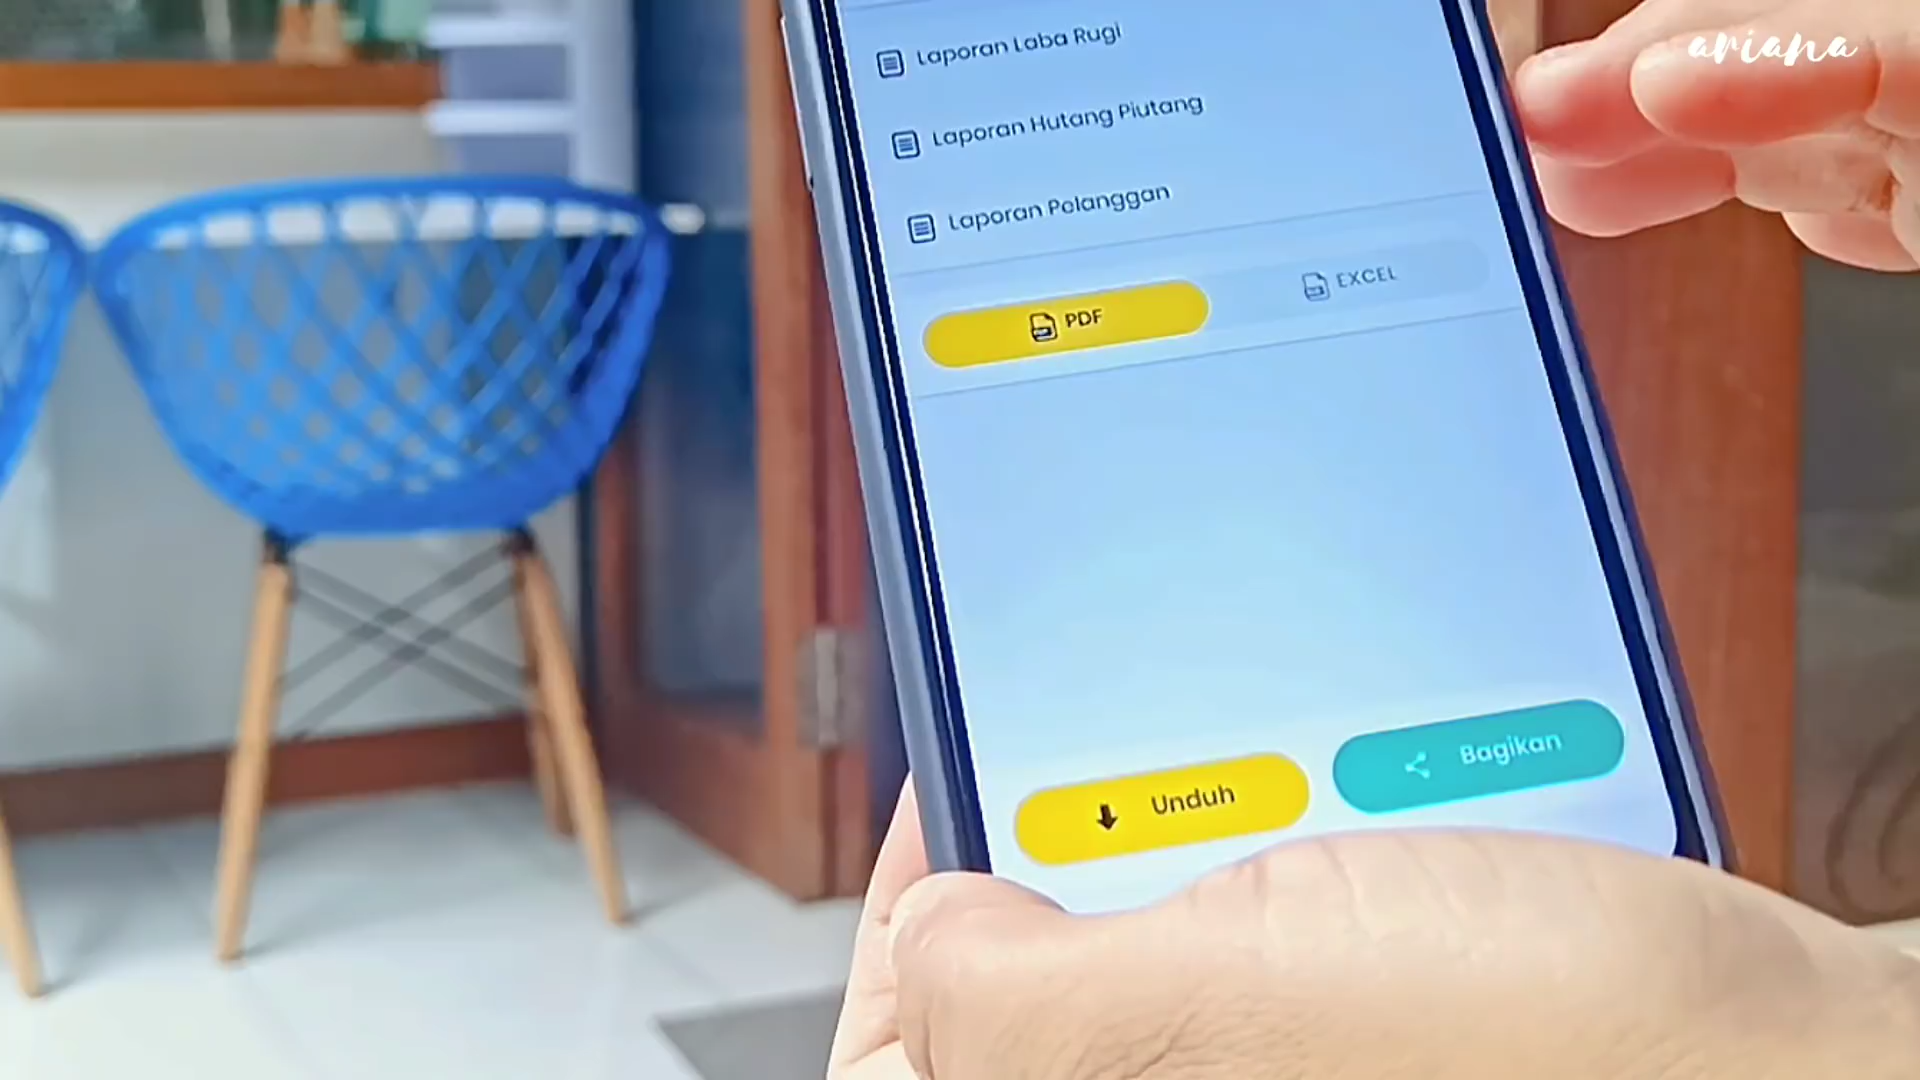 ariana
Laporan Laba Rugi
Laporan Hutang Piutang
Laporan Pelanggan
PDF
EXCEL
Unduh
Bagikan